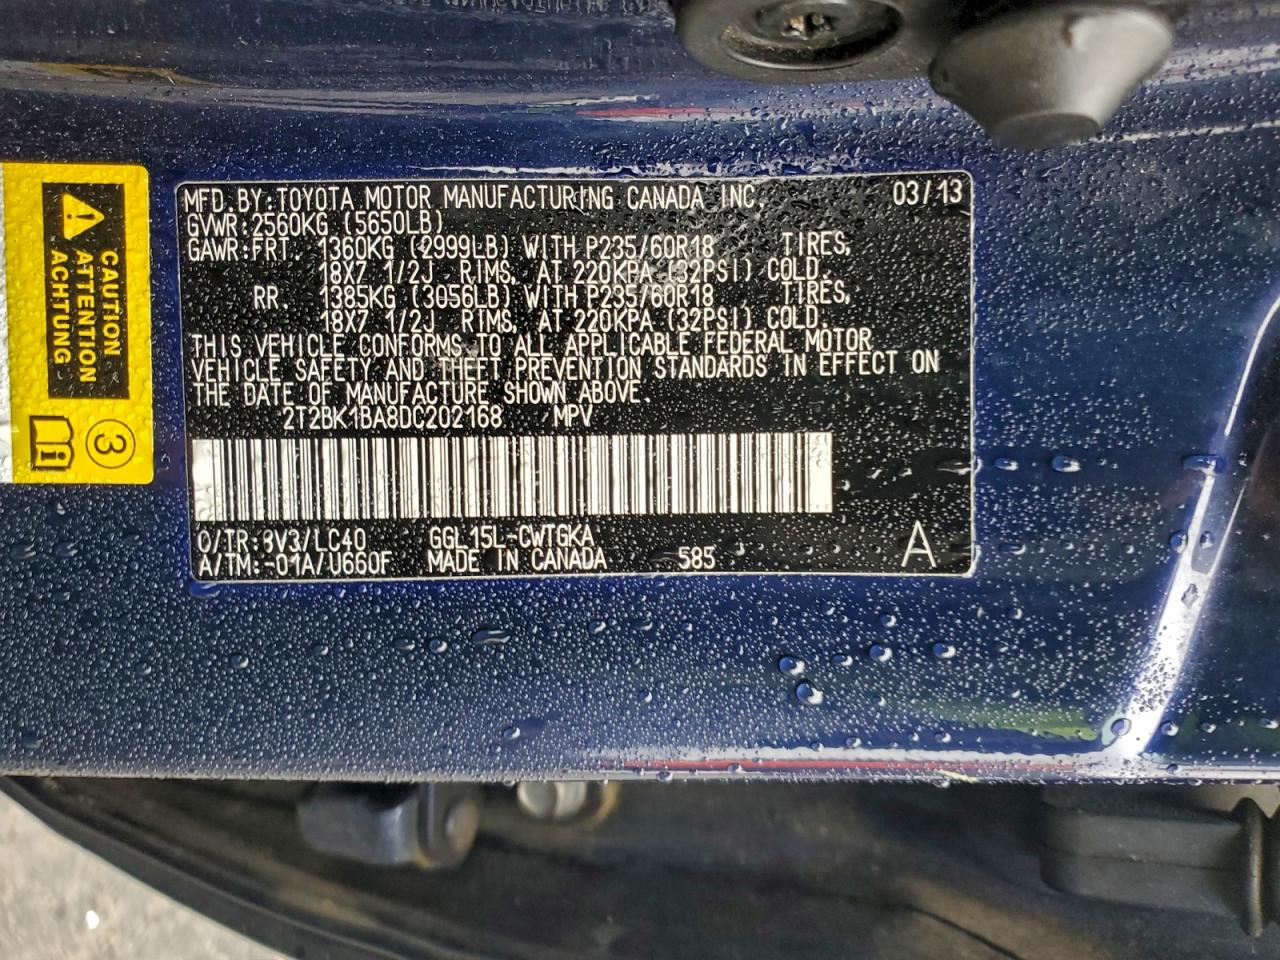 MFD.BY:TOYOTA MOTOR MANUFACTURING CANADA INC. 03/13
GVWR:2560KG (5650LB)
GAWR:FRT. 1360KG (2999LB) WITH P235/60R18 TIRES,
18X7 1/2J RIMS, AT 220KPA (32PSI) COLD.
RR. 1385KG (3056LB) WITH P235/60R18 TIRES,
18X7 1/2J RIMS, AT 220KPA (32PSI) COLD.
THIS VEHICLE CONFORMS TO ALL APPLICABLE FEDERAL MOTOR
VEHICLE SAFETY AND THEFT PREVENTION STANDARDS IN EFFECT ON
THE DATE OF MANUFACTURE SHOWN ABOVE.
2T2BK1BA8DC202168 MPV
C/TR:8V3/LC40 GGL15L-CWTGKA
A/TM:-01A/U660F MADE IN CANADA 585 A
CAUTION
ATTENTION
ACHTUNG
3